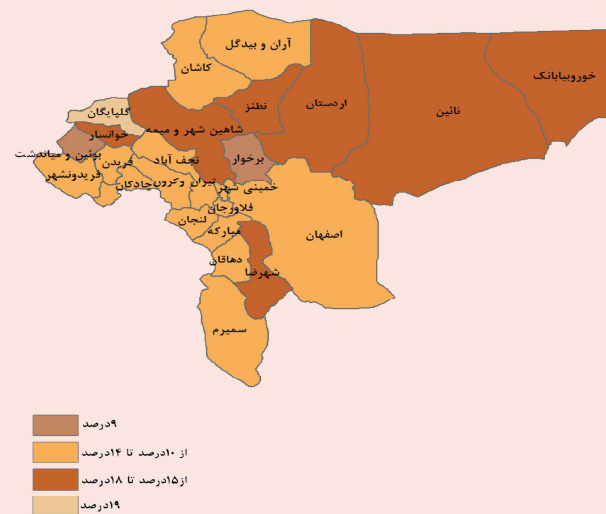 آران و بیدگل
کاشان
خوروبیابانک
نطنز
اردستان
نائین
گلپایگان
خوانسار
شاهین شهر و میمه
برخوار
بوئین و میاندشت
فریدن
نجف آباد
فریدونشهر
چادگان
تیران وکرون
خمینی شهر
فلاورجان
لنجان
مبارکه
اصفهان
دهاقان
شهرضا
سمیرم
۹درصد
از ۱۰درصد تا ۱۴درصد
از۱۵درصد تا ۱۸درصد
۱۹درصد